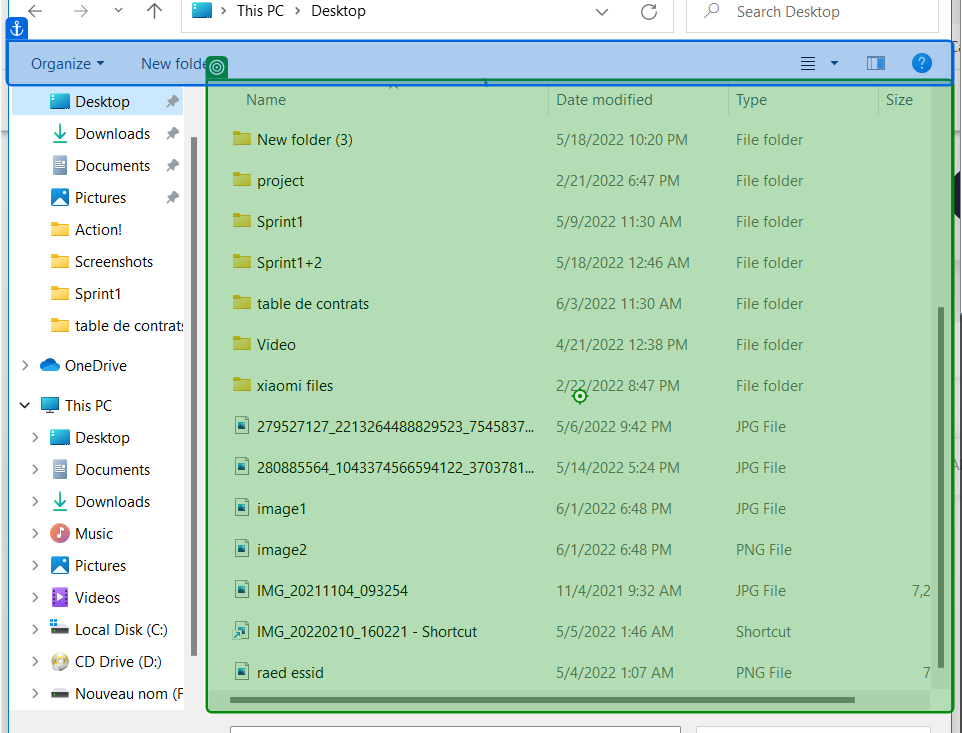 This PC
Desktop
Search Desktop
Organize
New folde
Desktop
Downloads
Documents
Pictures
Action!
Screenshots
Sprint1
table de contrats
OneDrive
This PC
Desktop
Documents
Downloads
Music
Pictures
Videos
Local Disk (C:)
CD Drive (D:)
Nouveau nom (F
Name Date modified Type Size
New folder (3) 5/18/2022 10:20 PM File folder
project 2/21/2022 6:47 PM File folder
Sprint1 5/9/2022 11:30 AM File folder
Sprint1+2 5/18/2022 12:46 AM File folder
table de contrats 6/3/2022 11:30 AM File folder
Video 4/21/2022 12:38 PM File folder
xiaomi files 2/22/2022 8:47 PM File folder
279527127_2213264488829523_7545837... 5/6/2022 9:42 PM JPG File
280885564_1043374566594122_3703781... 5/14/2022 5:24 PM JPG File
image1 6/1/2022 6:48 PM JPG File
image2 6/1/2022 6:48 PM PNG File
IMG_20211104_093254 11/4/2021 9:32 AM JPG File 7,2
IMG_20220210_160221 - Shortcut 5/5/2022 1:46 AM Shortcut
raed essid 5/4/2022 1:07 AM PNG File 7